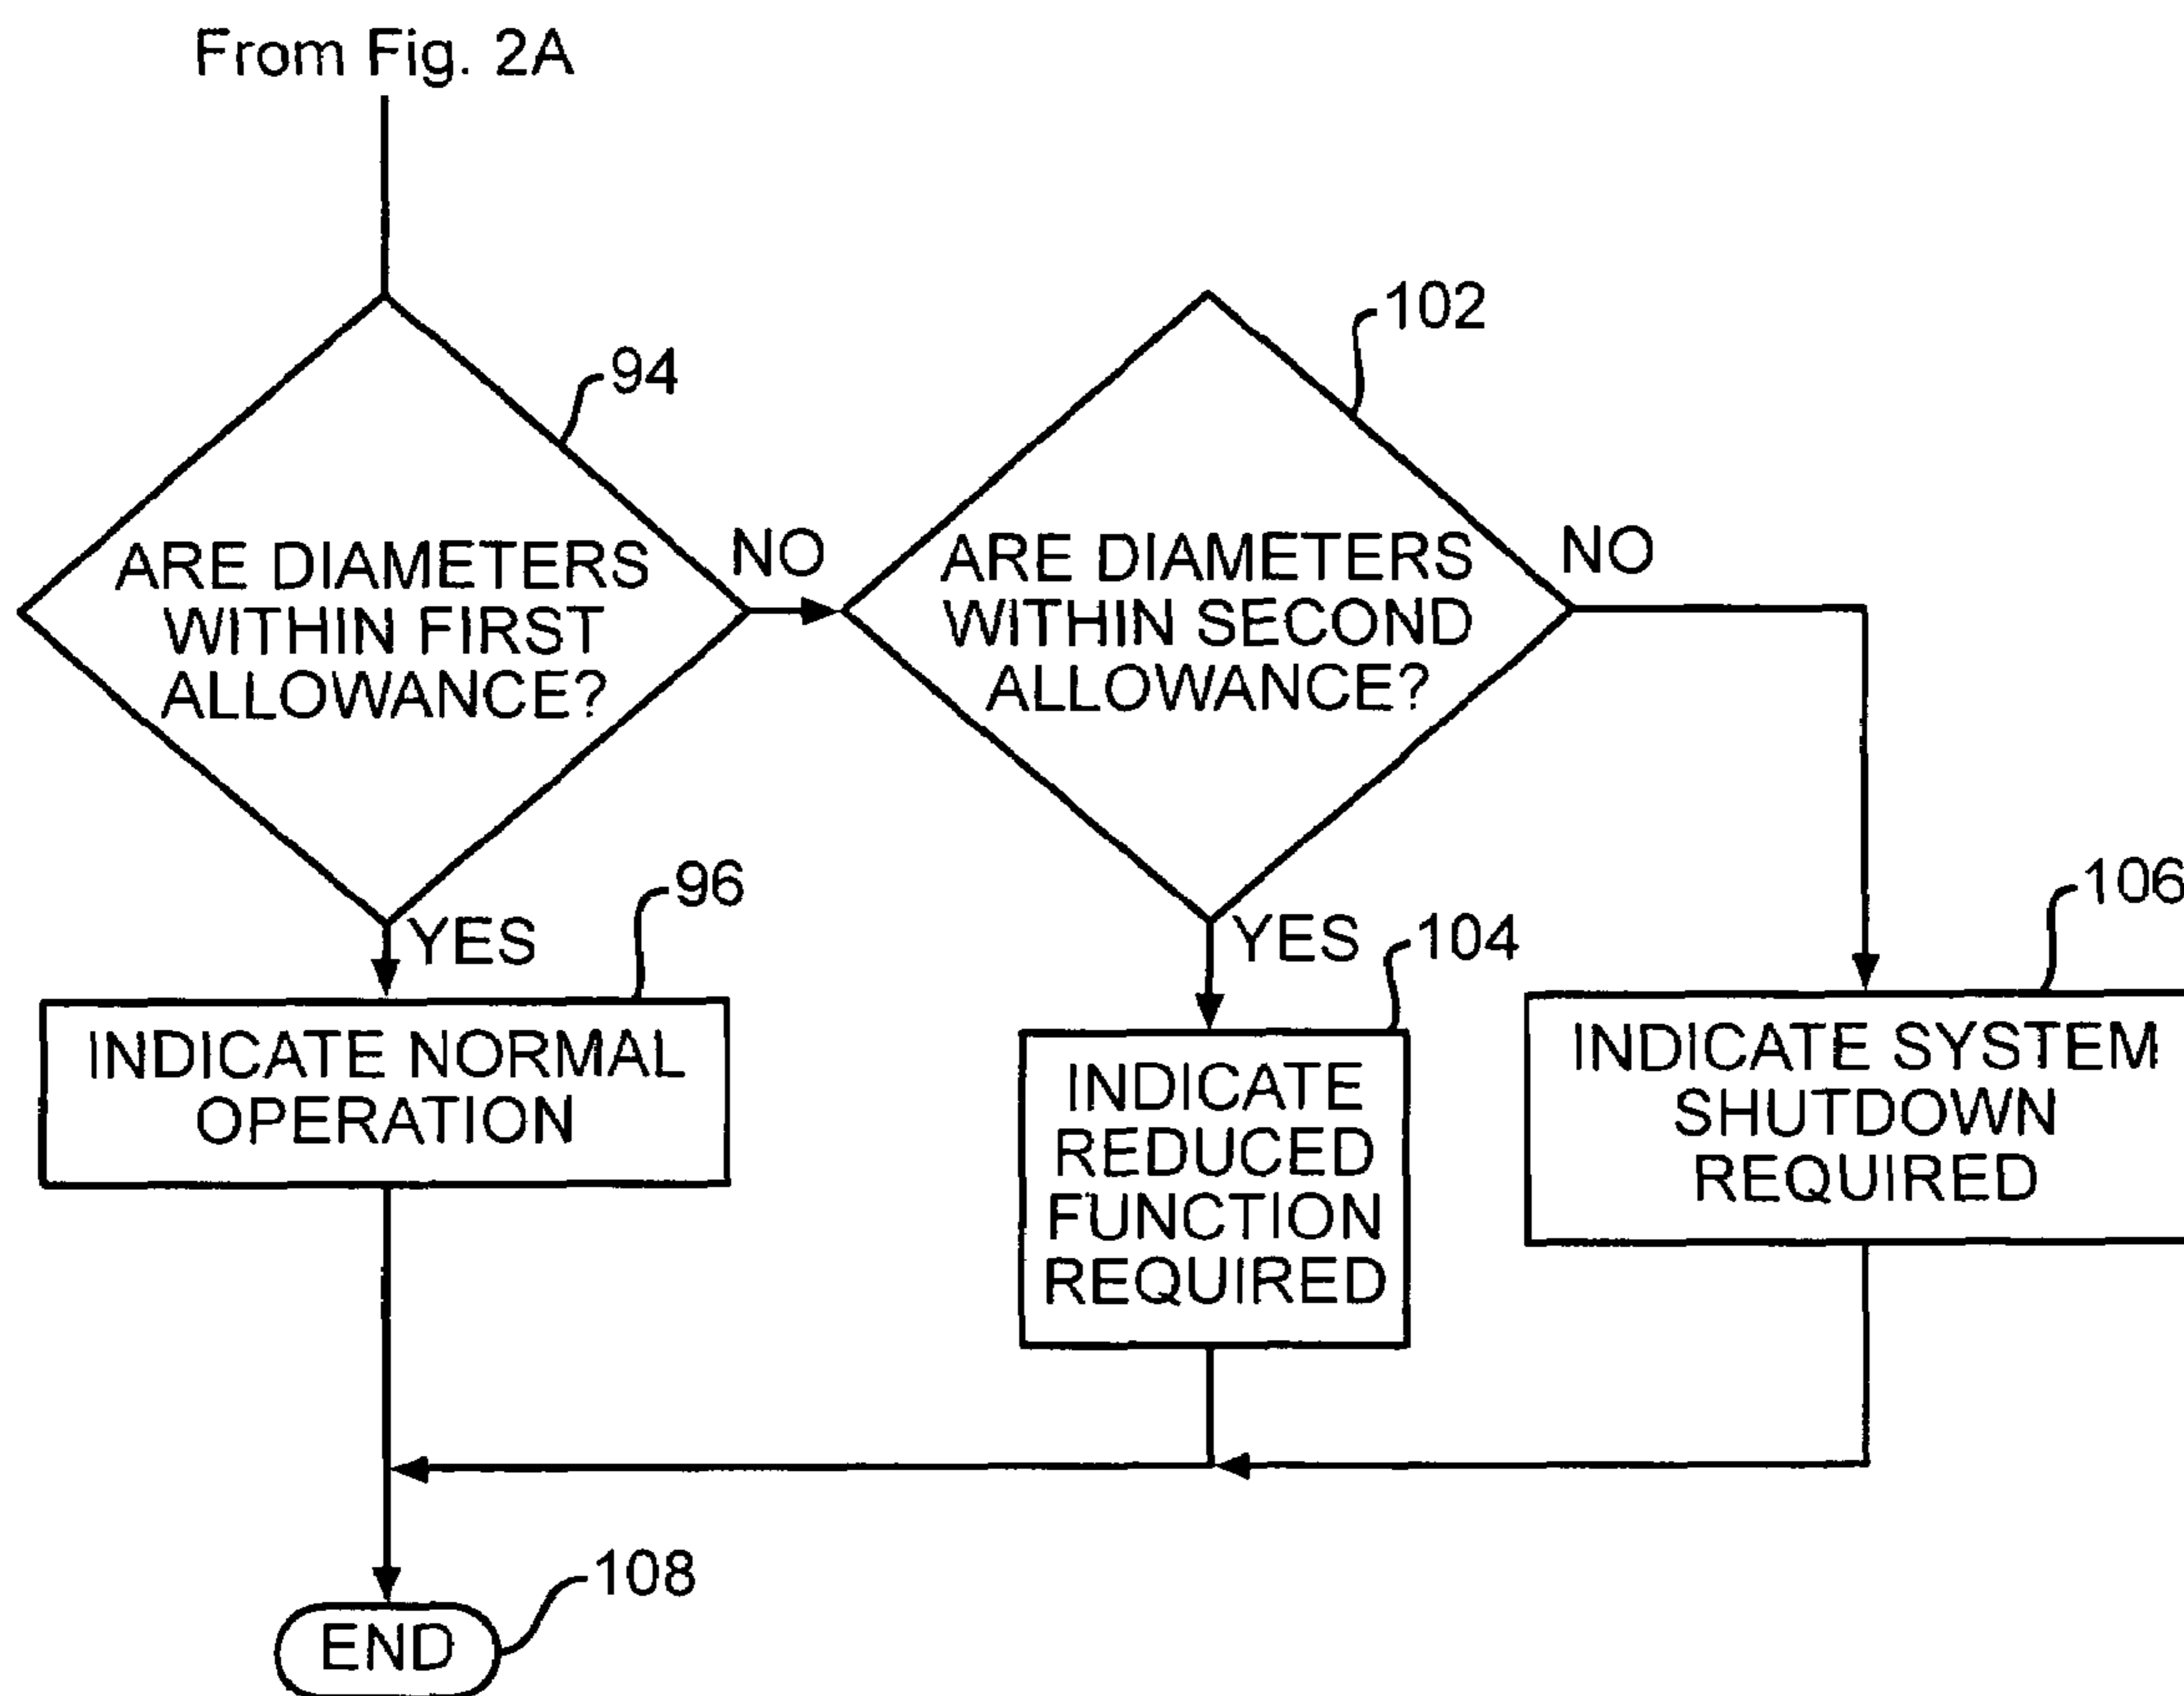 From Fig. 2A
94
102
ARE DIAMETERS
WITHIN FIRST
ALLOWANCE?
NO
ARE DIAMETERS
WITHIN SECOND
ALLOWANCE?
NO
YES
96
YES
104
106
INDICATE NORMAL
OPERATION
INDICATE
REDUCED
FUNCTION
REQUIRED
INDICATE SYSTEM
SHUTDOWN
REQUIRED
108
END